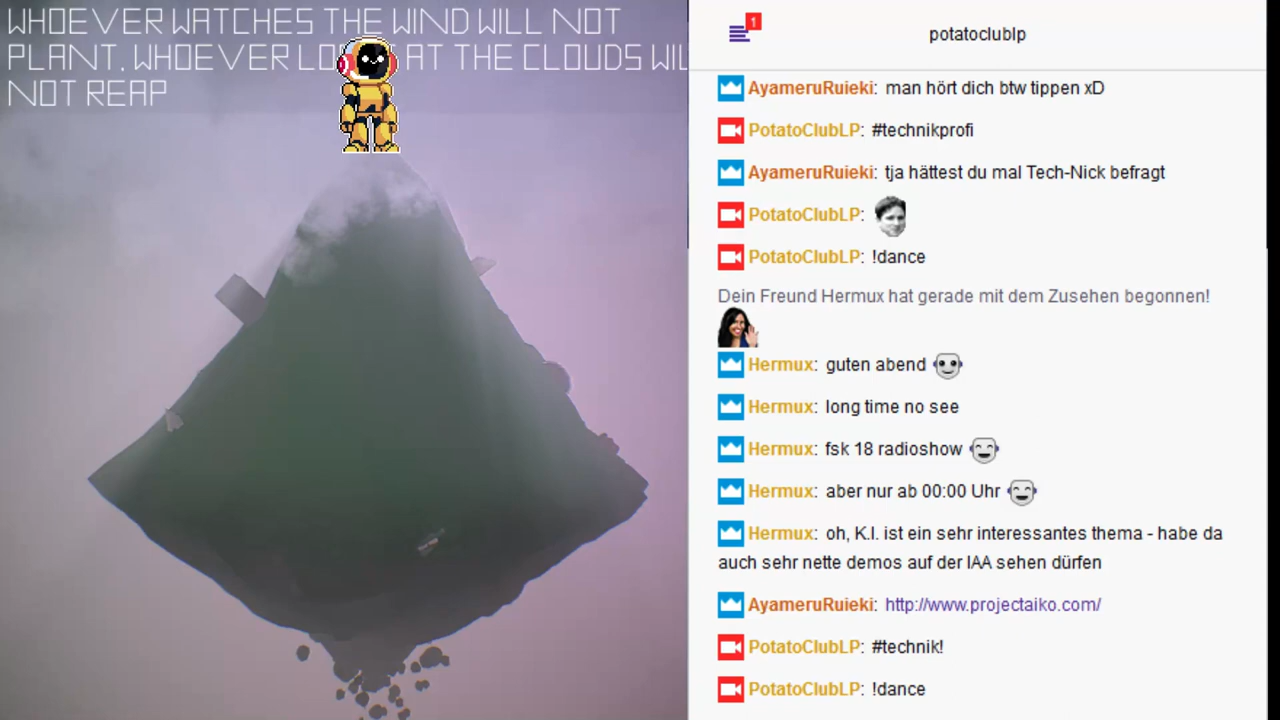 WHOEVER WATCHES THE WIND WILL NOT
PLANT. WHOEVER AT THE CLOUDS
NOT REAP
1
potatoclublp
AyameruRuieki: man hört dich btw tippen xD
PotatoClubLP: #technikprofi
AyameruRuieki: tja hättest du mal Tech-Nick befragt
PotatoClubLP:
PotatoClubLP: !dance
Dein Freund Hermux hat gerade mit dem Zusehen begonnen!
Hermux: guten abend
Hermux: long time no see
Hermux: fsk 18 radioshow
Hermux: aber nur ab 00:00 Uhr
Hermux: oh, K.I. ist ein sehr interessantes thema - habe da
auch sehr nette demos auf der IAA sehen dürfen
AyameruRuieki: http://www.projectaiko.com/
PotatoClubLP: #technik!
PotatoClubLP: !dance